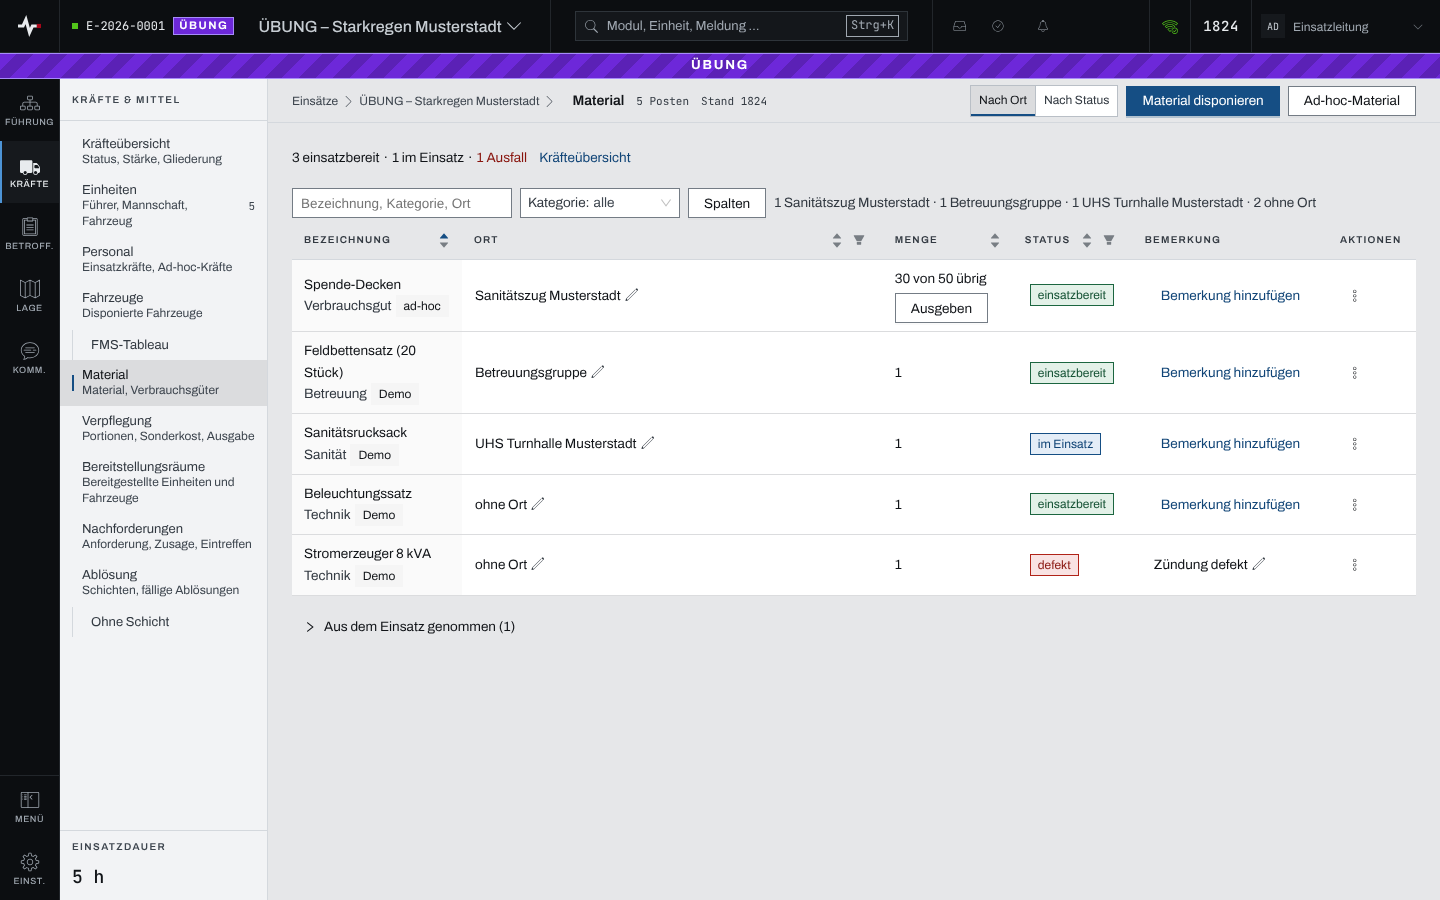 E-2026-0001 ÜBUNG ÜBUNG – Starkregen Musterstadt
Modul, Einheit, Meldung ... Strg+K
1824
AD Einsatzleitung
ÜBUNG
FÜHRUNG
KRÄFTE
BETROFF.
LAGE
KOMM.
MENÜ
EINST.
KRÄFTE & MITTEL
Kräfteübersicht
Status, Stärke, Gliederung
Einheiten
Führer, Mannschaft, Fahrzeug
5
Personal
Einsatzkräfte, Ad-hoc-Kräfte
Fahrzeuge
Disponierte Fahrzeuge
FMS-Tableau
Material
Material, Verbrauchsgüter
Verpflegung
Portionen, Sonderkost, Ausgabe
Bereitstellungsräume
Bereitgestellte Einheiten und
Fahrzeuge
Nachforderungen
Anforderung, Zusage, Eintreffen
Ablösung
Schichten, fällige Ablösungen
Ohne Schicht
EINSATZDAUER
5 h
Einsätze ÜBUNG – Starkregen Musterstadt Material 5 Posten Stand 1824
Nach Ort Nach Status Material disponieren Ad-hoc-Material
3 einsatzbereit · 1 im Einsatz · 1 Ausfall Kräfteübersicht
Bezeichnung, Kategorie, Ort Kategorie: alle Spalten 1 Sanitätszug Musterstadt · 1 Betreuungsgruppe · 1 UHS Turnhalle Musterstadt · 2 ohne Ort
BEZEICHNUNG ORT MENGE STATUS BEMERKUNG AKTIONEN
Spende-Decken
Verbrauchsgut ad-hoc
Sanitätszug Musterstadt
30 von 50 übrig
Ausgeben
einsatzbereit
Bemerkung hinzufügen
Feldbettensatz (20
Stück)
Betreuung Demo
Betreuungsgruppe
1
einsatzbereit
Bemerkung hinzufügen
Sanitätsrucksack
Sanität Demo
UHS Turnhalle Musterstadt
1
im Einsatz
Bemerkung hinzufügen
Beleuchtungssatz
Technik Demo
ohne Ort
1
einsatzbereit
Bemerkung hinzufügen
Stromerzeuger 8 kVA
Technik Demo
ohne Ort
1
defekt
Zündung defekt
Aus dem Einsatz genommen (1)